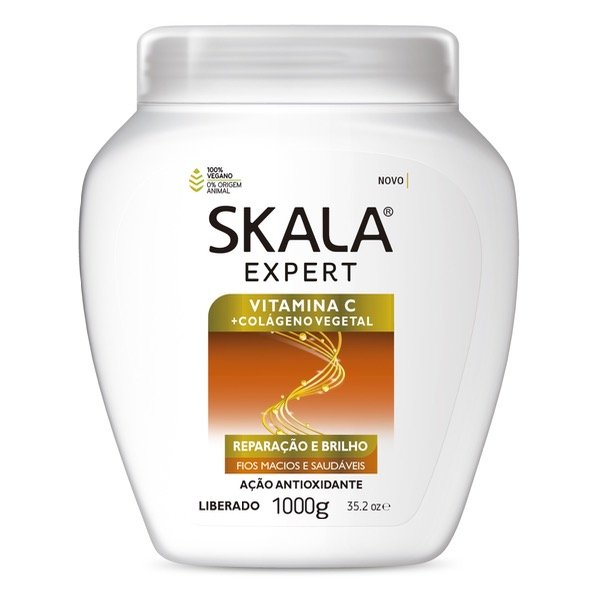 100%
VEGANO
0% ORIGEM
ANIMAL
NOVO
SKALA®
EXPERT
VITAMINA C
+COLÁGENO VEGETAL
REPARAÇÃO E BRILHO
FIOS MACIOS E SAUDÁVEIS
AÇÃO ANTIOXIDANTE
LIBERADO 1000g 35.2 oz℮